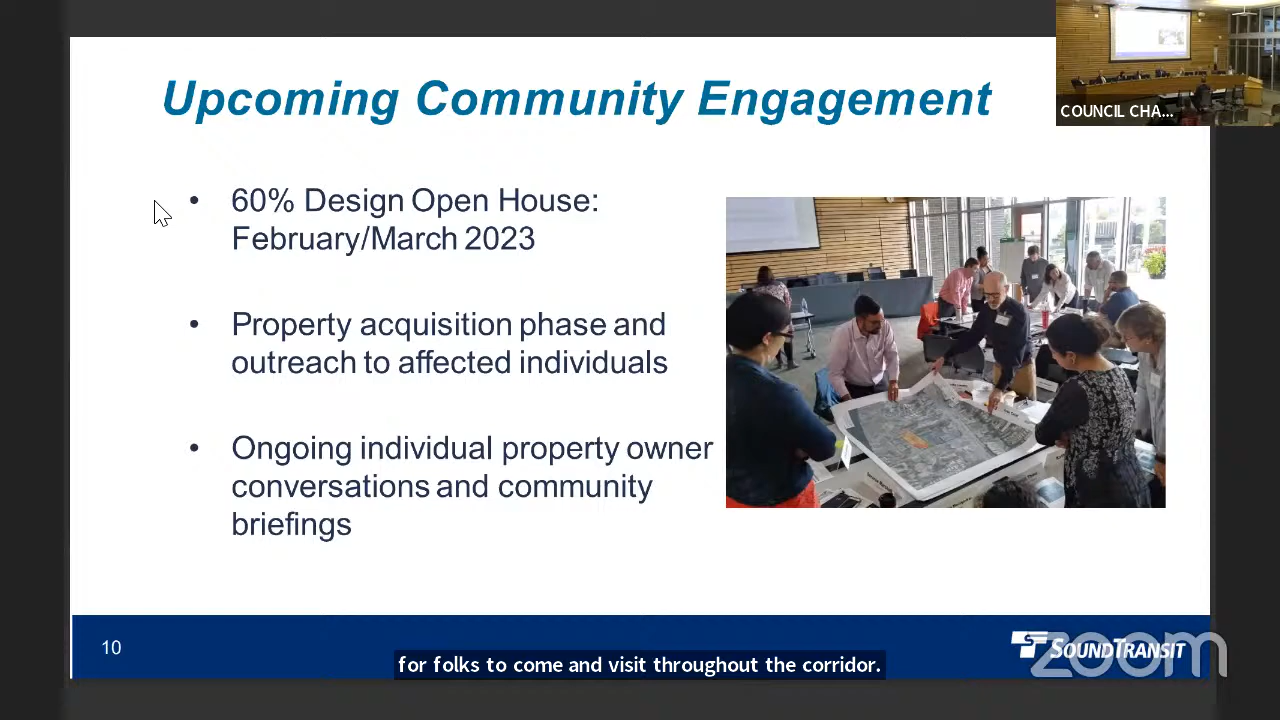 Upcoming Community Engagement
COUNCIL CHA...
• 60% Design Open House:
February/March 2023
• Property acquisition phase and
outreach to affected individuals
• Ongoing individual property owner
conversations and community
briefings
10
for folks to come and visit throughout the corridor.
SOUNDTRANSIT
zoom